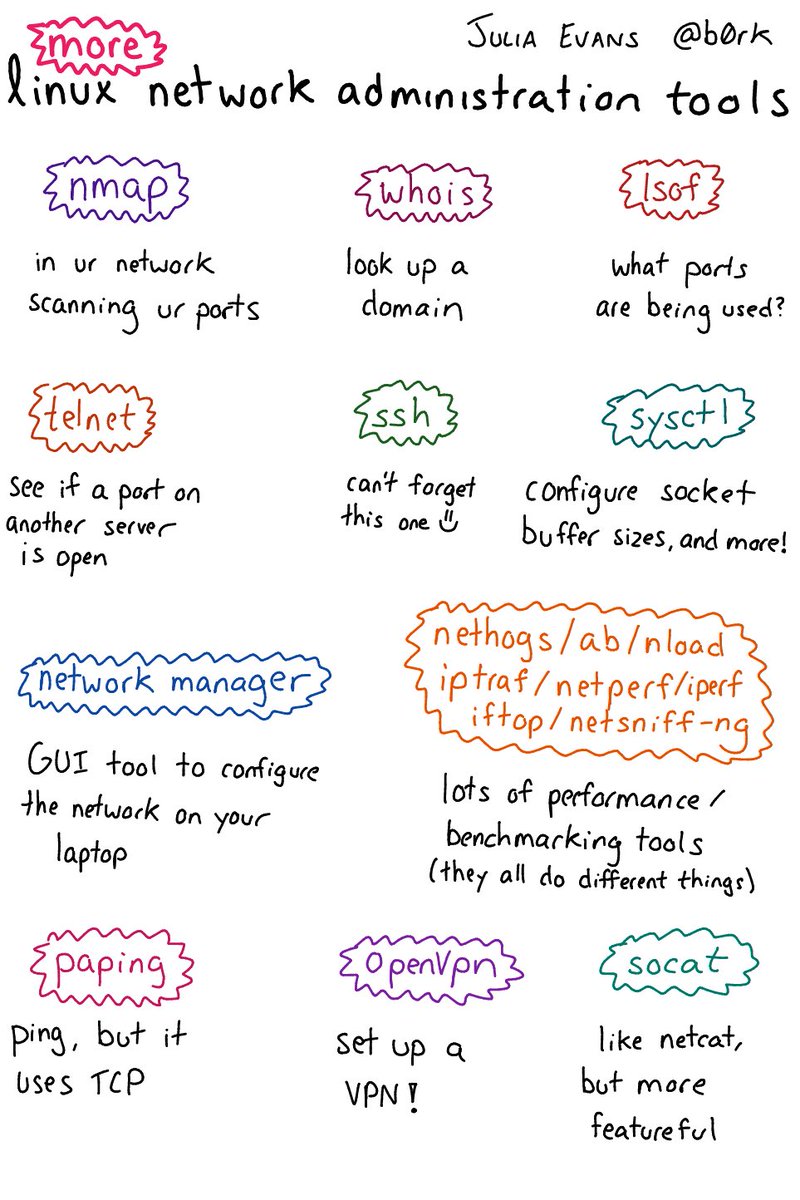 more
JULIA EVANS @b0rk
linux network administration tools
nmap
in ur network
scanning ur ports
whois
look up a
domain
lsof
what ports
are being used?
telnet
see if a port on
another server
is open
ssh
can't forget
this one
sysctl
configure socket
buffer sizes, and more!
network manager
GUI tool to configure
the network on your
laptop
nethogs/ab/nload
iptraf/netperf/iperf
iftop/netsniff-ng
lots of performance/
benchmarking tools
(they all do different things)
paping
ping, but it
uses TCP
OpenVpn
set up a
VPN!
socat
like netcat,
but more
featureful